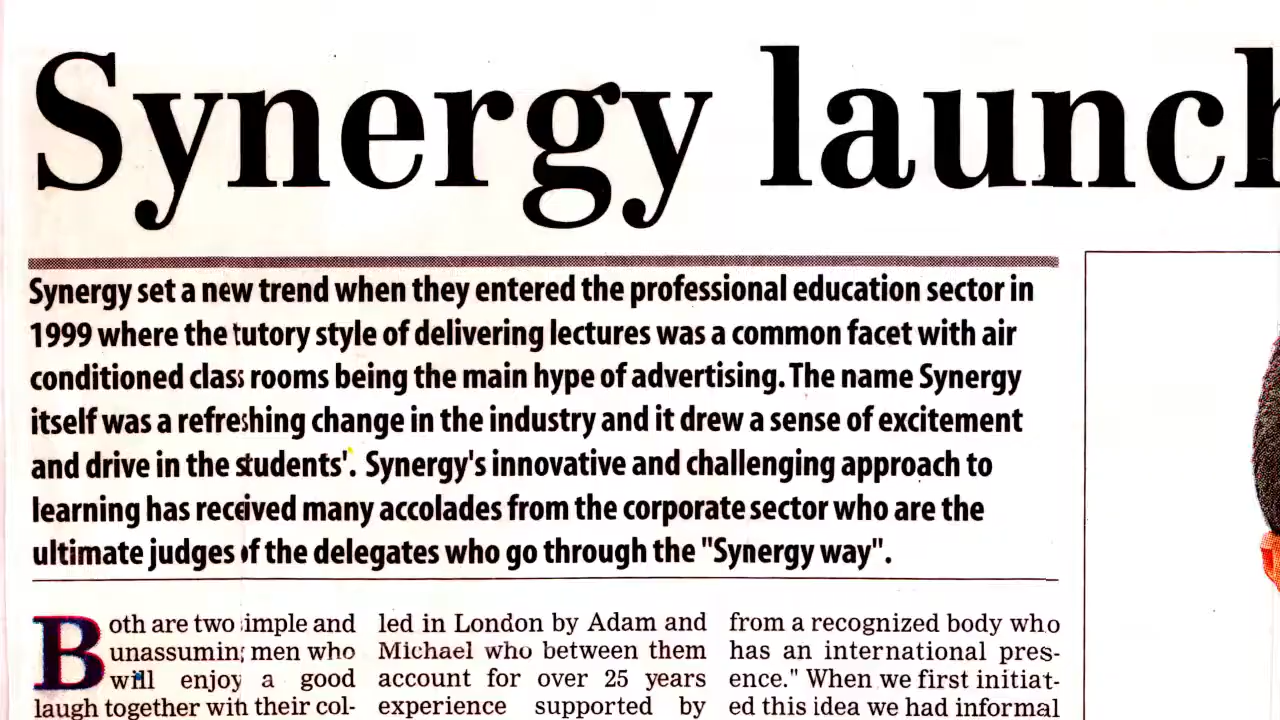 Synergy launch
Synergy set a new trend when they entered the professional education sector in
1999 where the tutory style of delivering lectures was a common facet with air
conditioned class rooms being the main hype of advertising. The name Synergy
itself was a refreshing change in the industry and it drew a sense of excitement
and drive in the students'. Synergy's innovative and challenging approach to
learning has received many accolades from the corporate sector who are the
ultimate judges of the delegates who go through the "Synergy way".
Both are two simple and
unassuming men who
will enjoy a good
laugh together with their col-
led in London by Adam and
Michael who between them
account for over 25 years
experience supported by
from a recognized body who
has an international pres-
ence." When we first initiat-
ed this idea we had informal